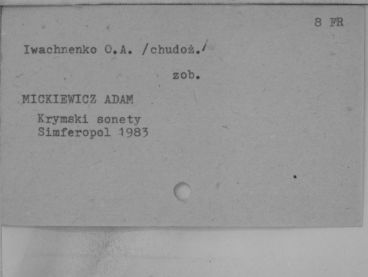 8 FR
Iwachnenko O.A. /chudoż./
zob.
MICKIEWICZ ADAM
Krymski sonety
Simferopol 1983